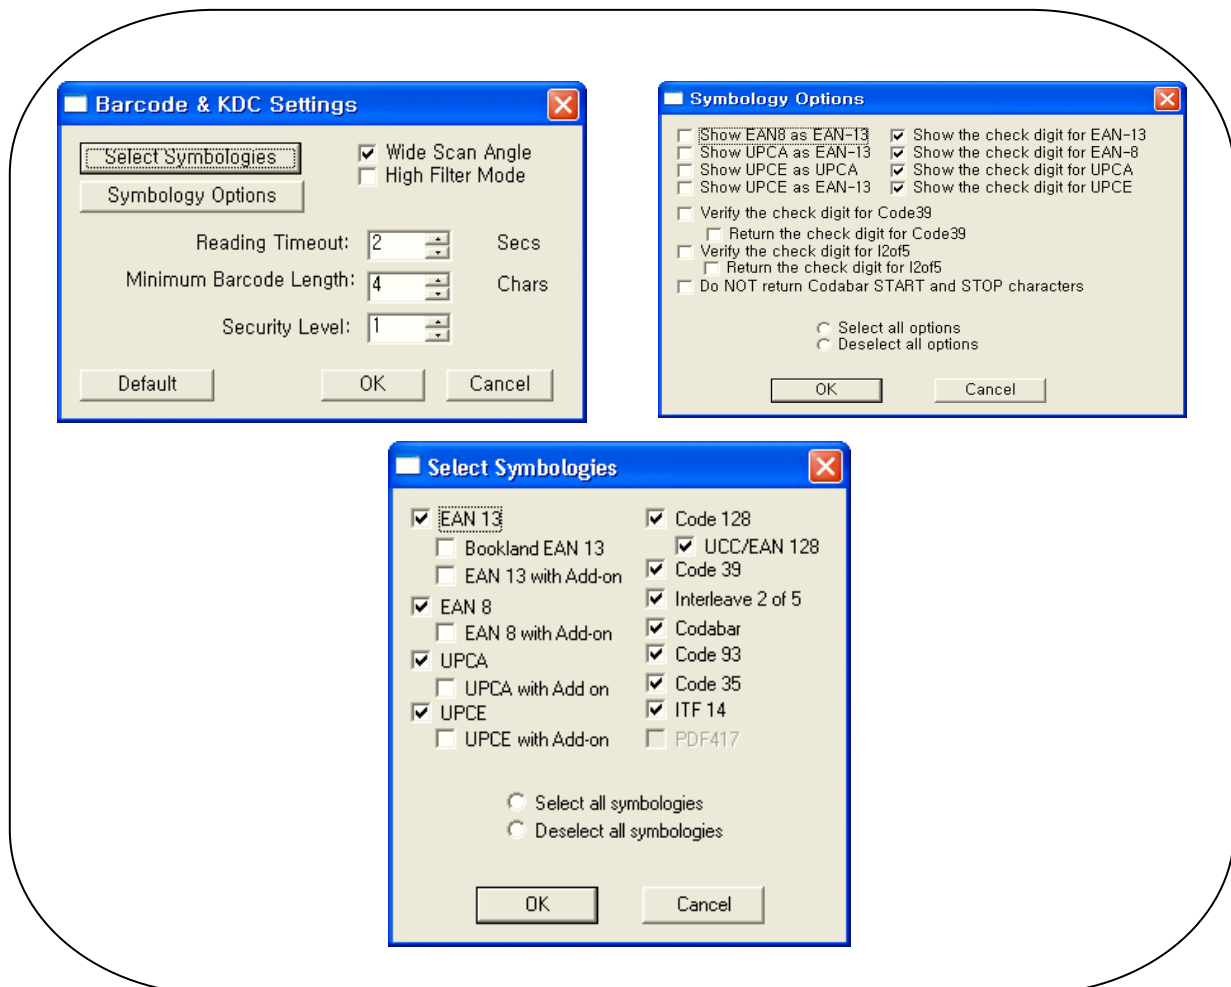 Barcode & KDC Settings
Select Symbologies
Wide Scan Angle
High Filter Mode
Symbology Options
Reading Timeout: 2 Secs
Minimum Barcode Length: 4 Chars
Security Level: 1
Default OK Cancel
Symbology Options
Show EAN8 as EAN-13 Show the check digit for EAN-13
Show UPCA as EAN-13 Show the check digit for EAN-8
Show UPCE as UPCA Show the check digit for UPCA
Show UPCE as EAN-13 Show the check digit for UPCE
Verify the check digit for Code39
Return the check digit for Code39
Verify the check digit for I2of5
Return the check digit for I2of5
Do NOT return Codabar START and STOP characters
Select all options
Deselect all options
OK Cancel
Select Symbologies
EAN 13
Bookland EAN 13
EAN 13 with Add-on
EAN 8
EAN 8 with Add-on
UPCA
UPCA with Add on
UPCE
UPCE with Add-on
Code 128
UCC/EAN 128
Code 39
Interleave 2 of 5
Codabar
Code 93
Code 35
ITF 14
PDF417
Select all symbologies
Deselect all symbologies
OK Cancel